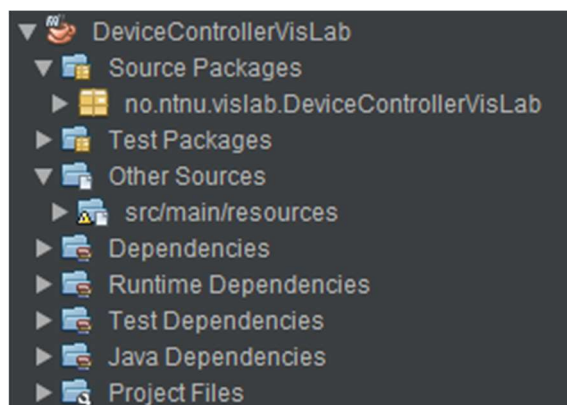 DeviceControllerVisLab
Source Packages
no.ntnu.vislab.DeviceControllerVisLab
Test Packages
Other Sources
src/main/resources
Dependencies
Runtime Dependencies
Test Dependencies
Java Dependencies
Project Files